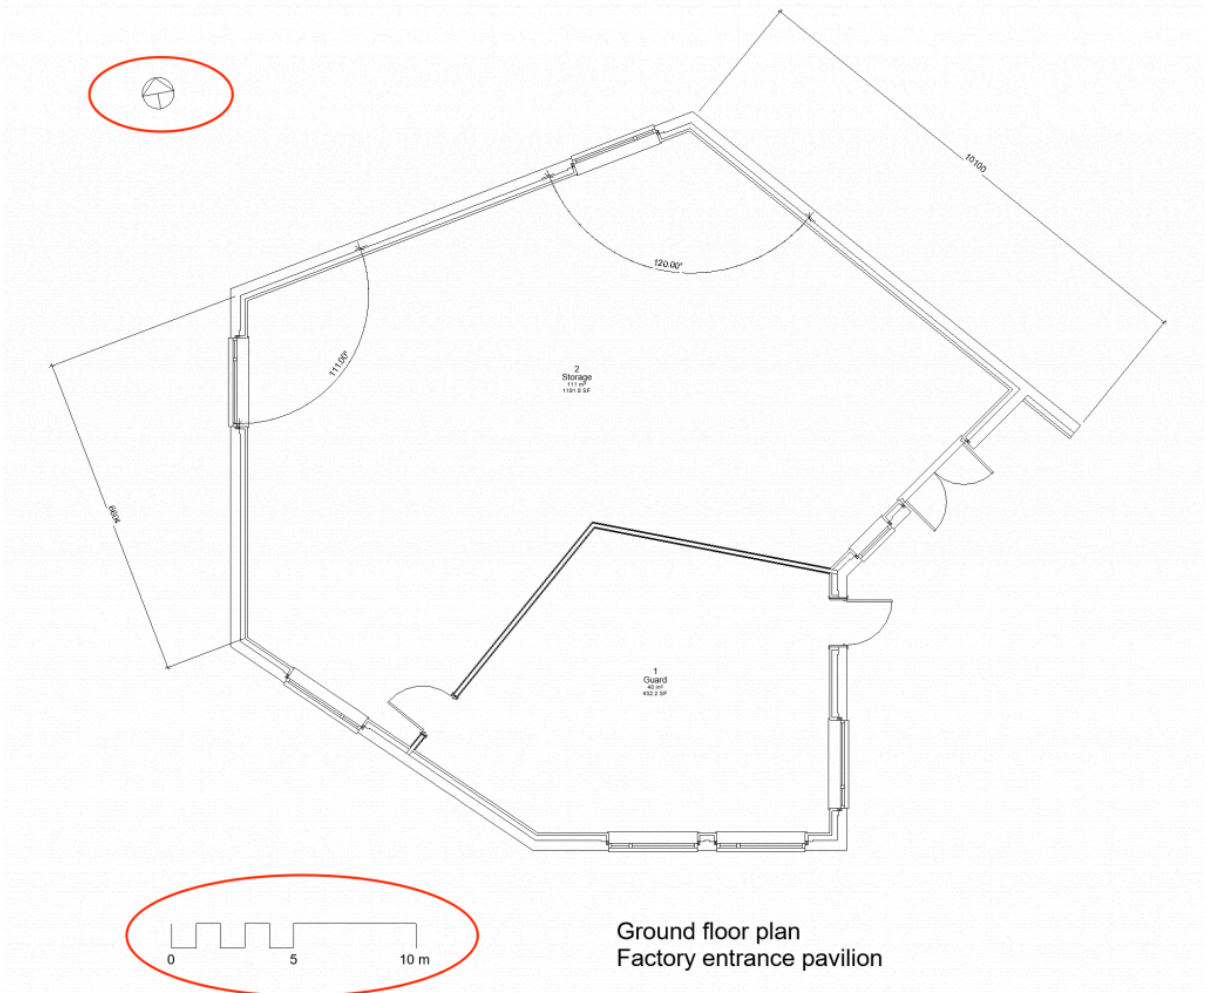 10100
120.00°
111.00°
2
Storage
111 m²
1191.8 SF
6604
1
Guard
40 m²
432.2 SF
0 5 10 m
Ground floor plan
Factory entrance pavilion